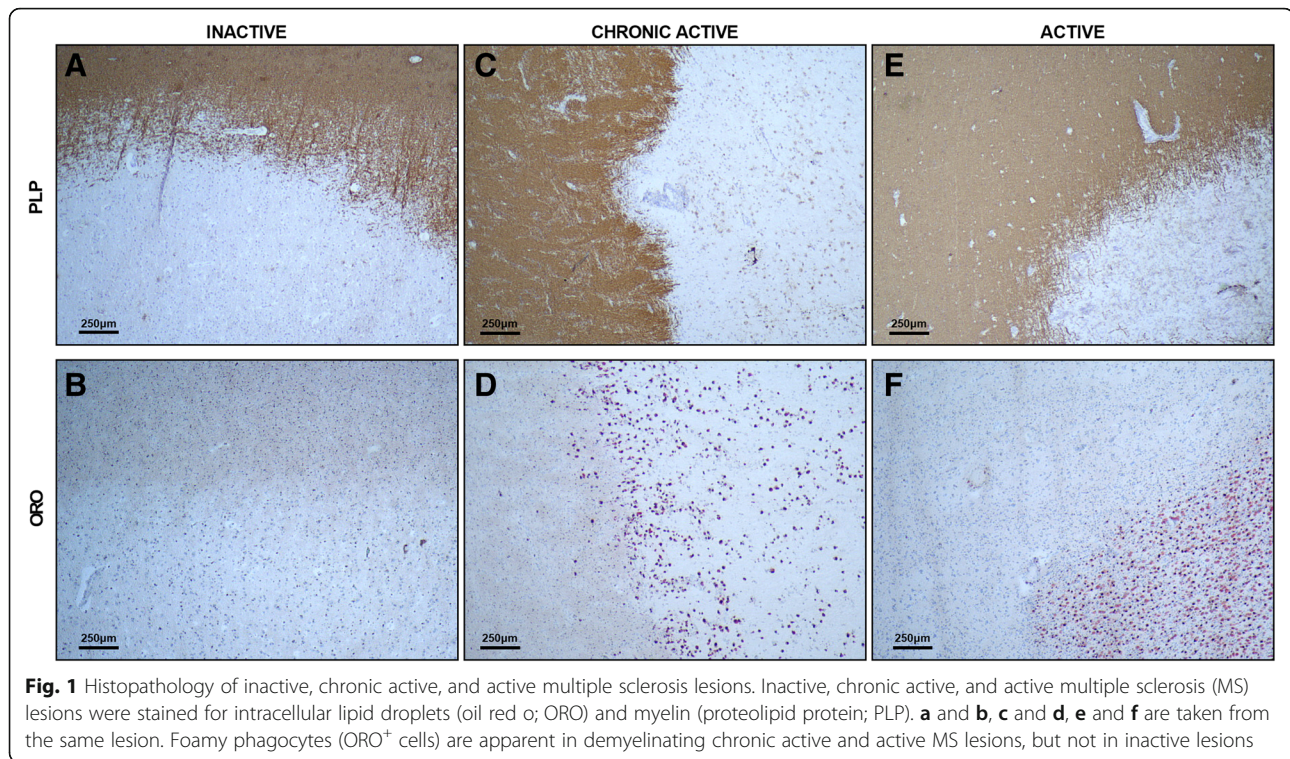 INACTIVE
CHRONIC ACTIVE
ACTIVE
PLP
A
250µm
C
250µm
E
250µm
ORO
B
250µm
D
250µm
F
250µm
Fig. 1 Histopathology of inactive, chronic active, and active multiple sclerosis lesions. Inactive, chronic active, and active multiple sclerosis (MS)
lesions were stained for intracellular lipid droplets (oil red o; ORO) and myelin (proteolipid protein; PLP). a and b, c and d, e and f are taken from
the same lesion. Foamy phagocytes (ORO⁺ cells) are apparent in demyelinating chronic active and active MS lesions, but not in inactive lesions